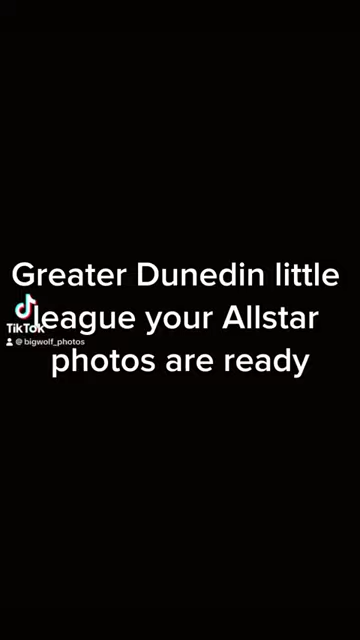 Greater Dunedin little
league your Allstar
photos are ready
TikTok
@ bigwolf_photos